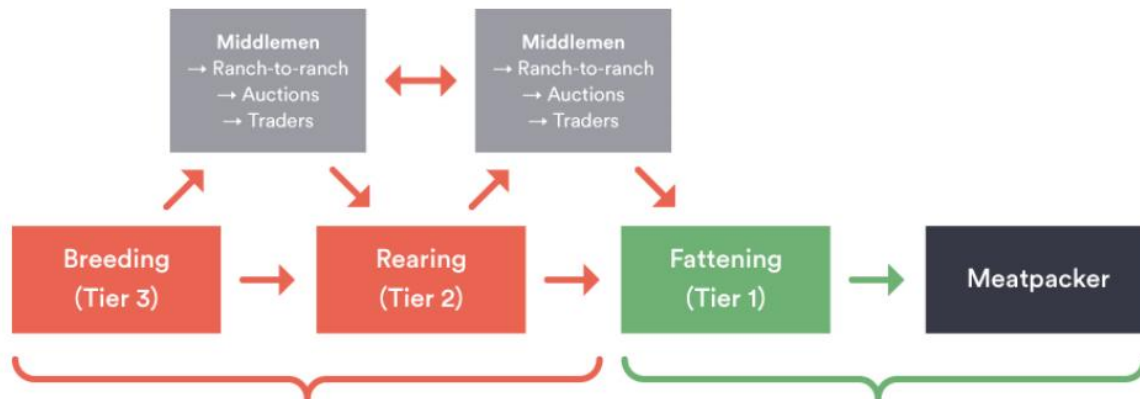 Middlemen
→ Ranch-to-ranch
→ Auctions
→ Traders
Middlemen
→ Ranch-to-ranch
→ Auctions
→ Traders
Breeding
(Tier 3)
Rearing
(Tier 2)
Fattening
(Tier 1)
Meatpacker